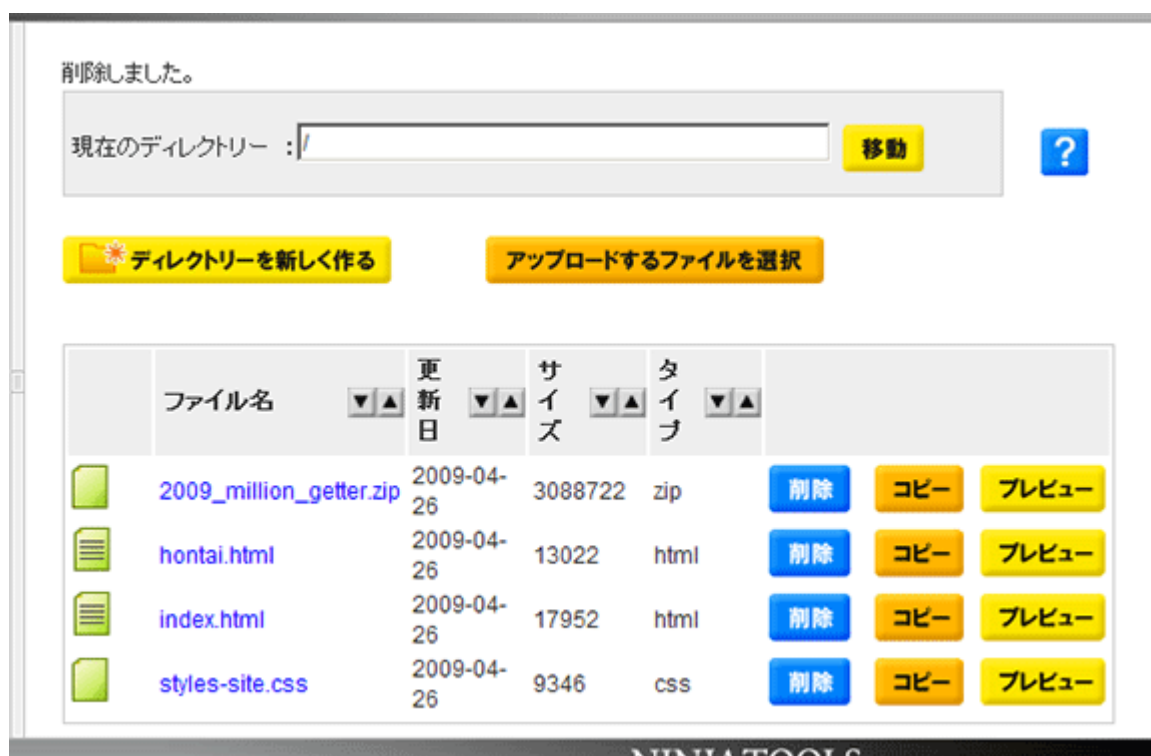 削除しました。
現在のディレクトリー :/
移動
?
ディレクトリーを新しく作る
アップロードするファイルを選択
ファイル名 ▼ ▲ 更新日 ▼ ▲ サイズ ▼ ▲ タイプ ▼ ▲
2009_million_getter.zip 2009-04-26 3088722 zip 削除 コピー プレビュー
hontai.html 2009-04-26 13022 html 削除 コピー プレビュー
index.html 2009-04-26 17952 html 削除 コピー プレビュー
styles-site.css 2009-04-26 9346 css 削除 コピー プレビュー
NINJATOOLS